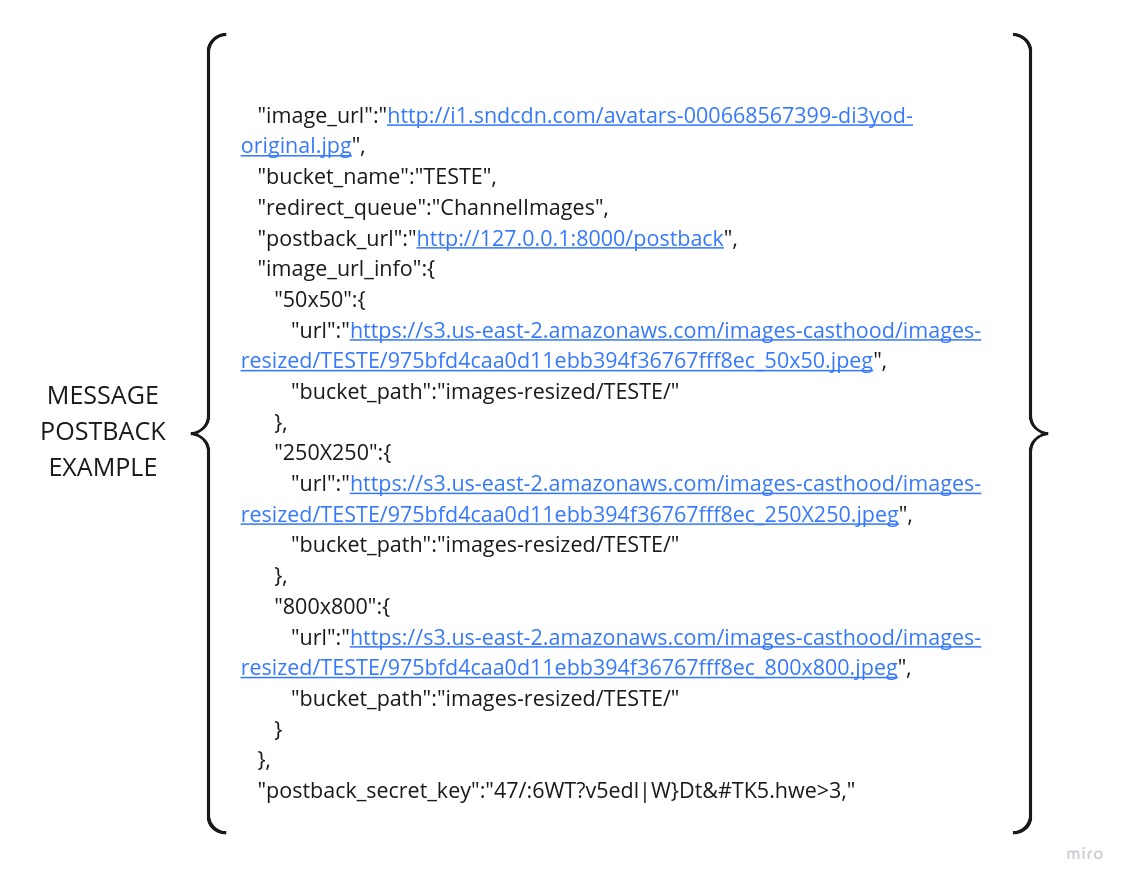 MESSAGE
POSTBACK
EXAMPLE
"image_url":"http://i1.sndcdn.com/avatars-000668567399-di3yod-
original.jpg",
"bucket_name":"TESTE",
"redirect_queue":"ChannelImages",
"postback_url":"http://127.0.0.1:8000/postback",
"image_url_info":{
"50x50":{
"url":"https://s3.us-east-2.amazonaws.com/images-casthood/images-
resized/TESTE/975bfd4caa0d11ebb394f36767fff8ec_50x50.jpeg",
"bucket_path":"images-resized/TESTE/"
},
"250X250":{
"url":"https://s3.us-east-2.amazonaws.com/images-casthood/images-
resized/TESTE/975bfd4caa0d11ebb394f36767fff8ec_250X250.jpeg",
"bucket_path":"images-resized/TESTE/"
},
"800x800":{
"url":"https://s3.us-east-2.amazonaws.com/images-casthood/images-
resized/TESTE/975bfd4caa0d11ebb394f36767fff8ec_800x800.jpeg",
"bucket_path":"images-resized/TESTE/"
}
},
"postback_secret_key":"47/:6WT?v5edl|W}Dt&#TK5.hwe>3,"
miro